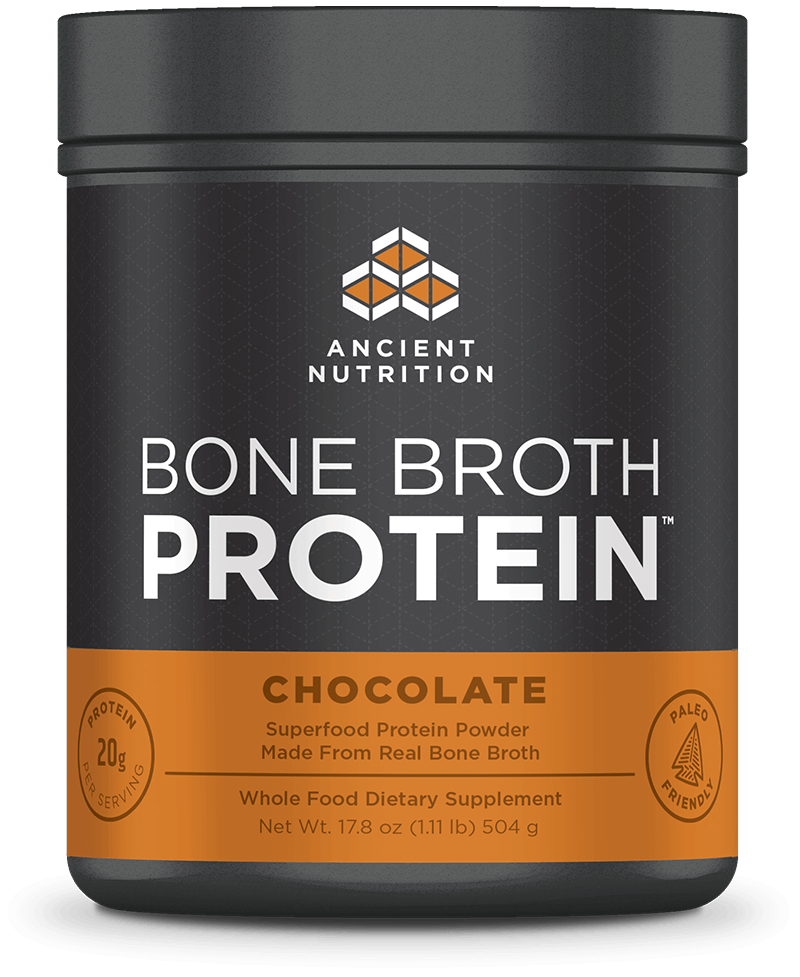 ANCIENT
NUTRITION
BONE BROTH
PROTEIN™
CHOCOLATE
Superfood Protein Powder
Made From Real Bone Broth
PROTEIN
20g
PER SERVING
PALEO
FRIENDLY
Whole Food Dietary Supplement
Net Wt. 17.8 oz (1.11 lb) 504 g